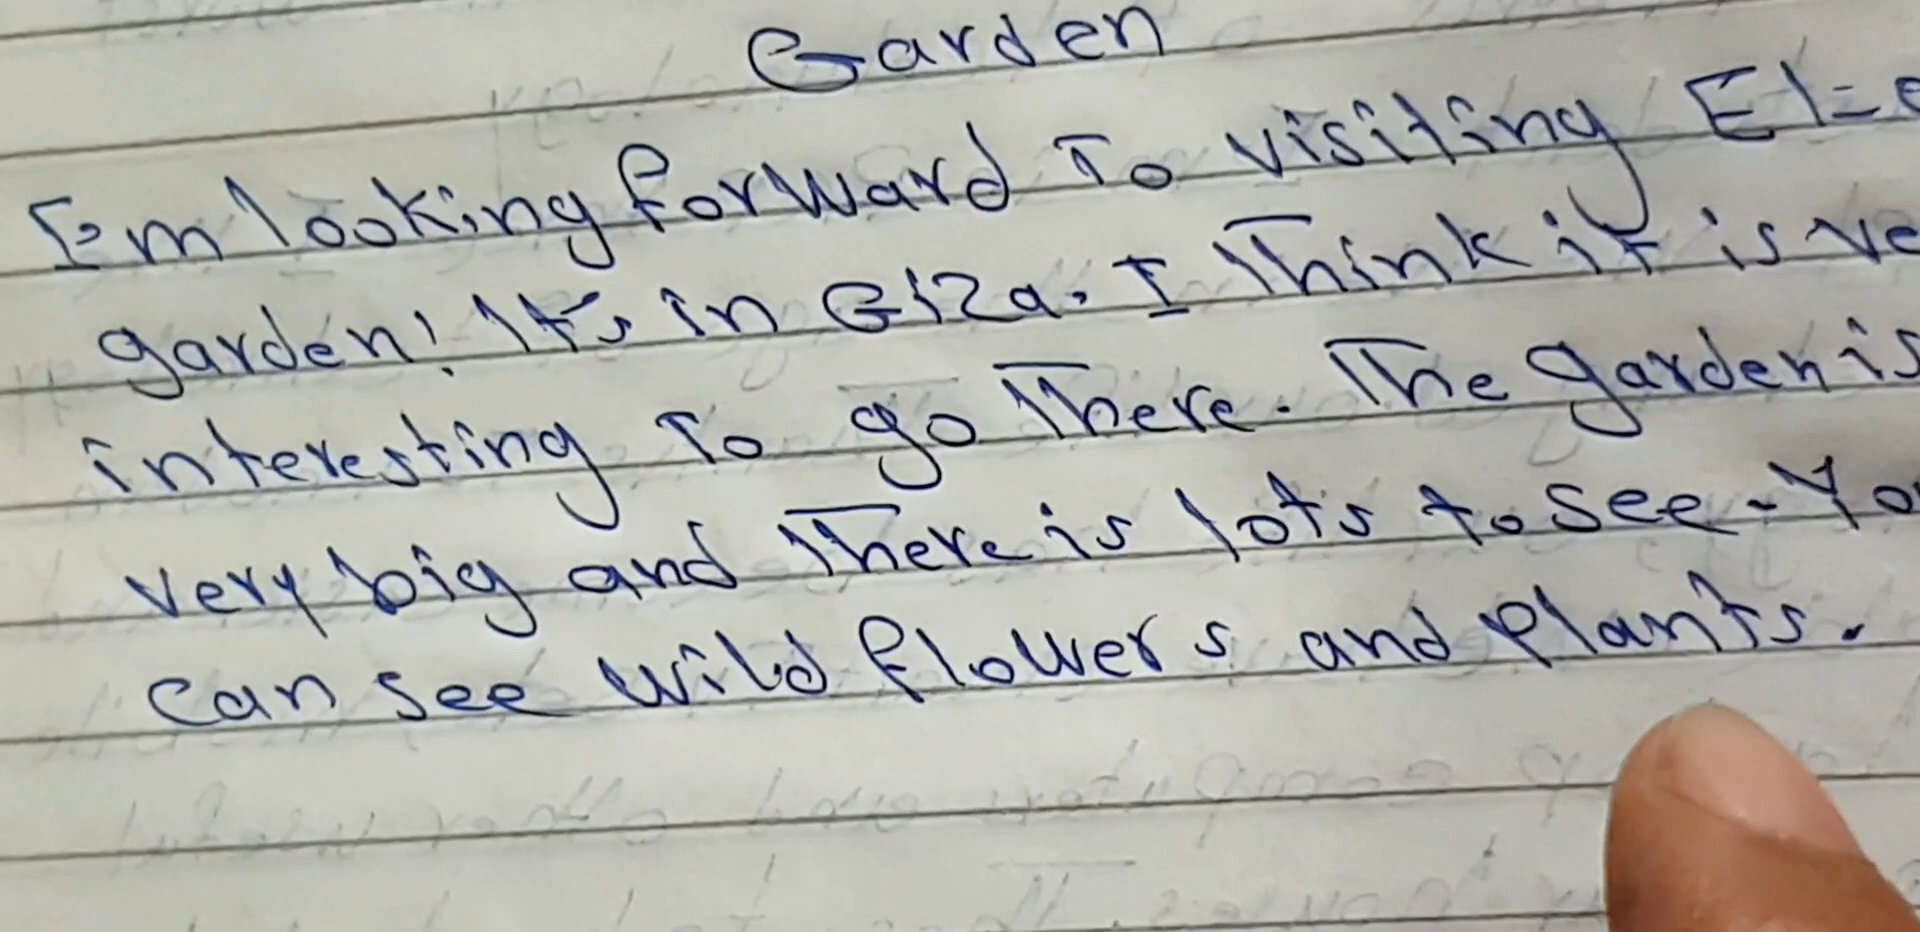 Garden
I'm looking forward To visiting El-
garden! It's in Giza. I Think it is ve
interesting To go There. The garden is
very big and There is lots to see. Yo
can see wild flowers and Plants.